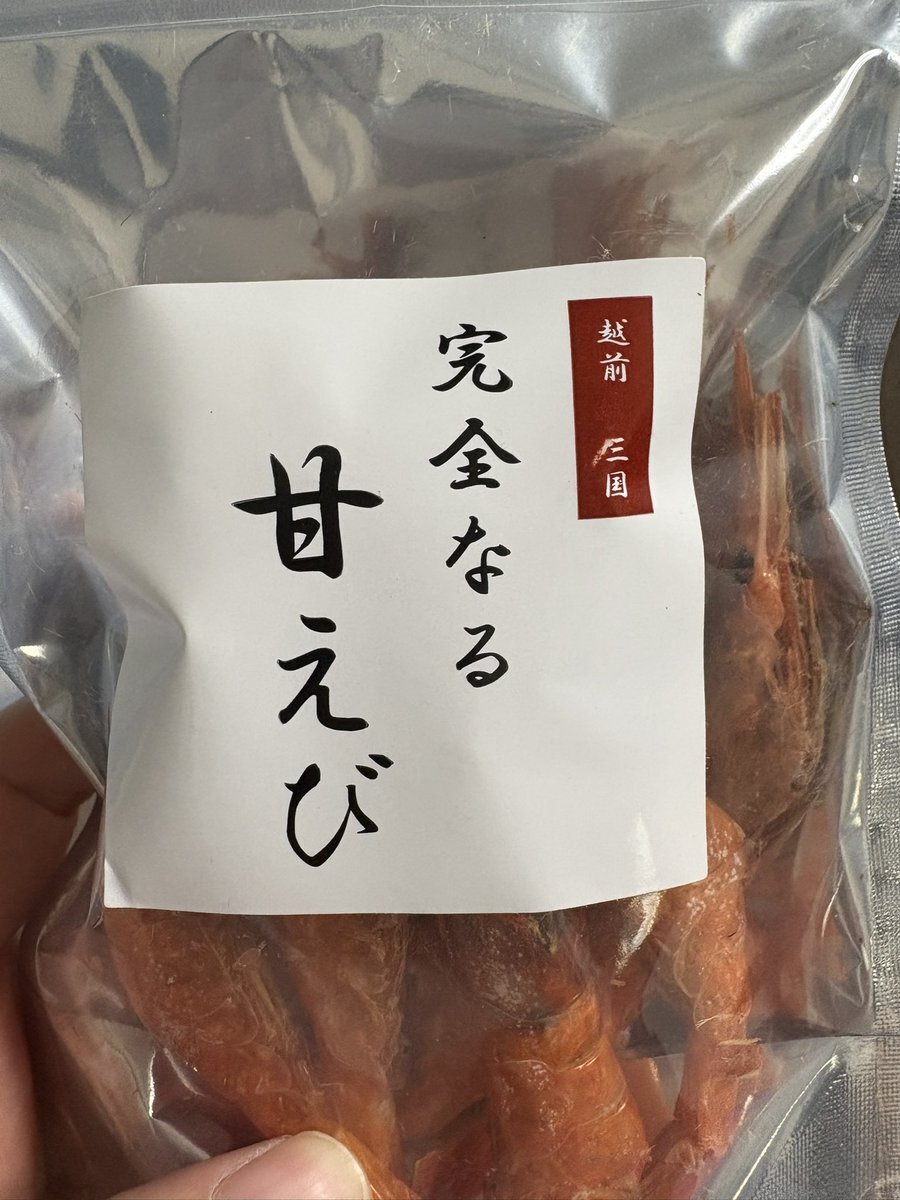 越前 三国
完全なる
甘えび